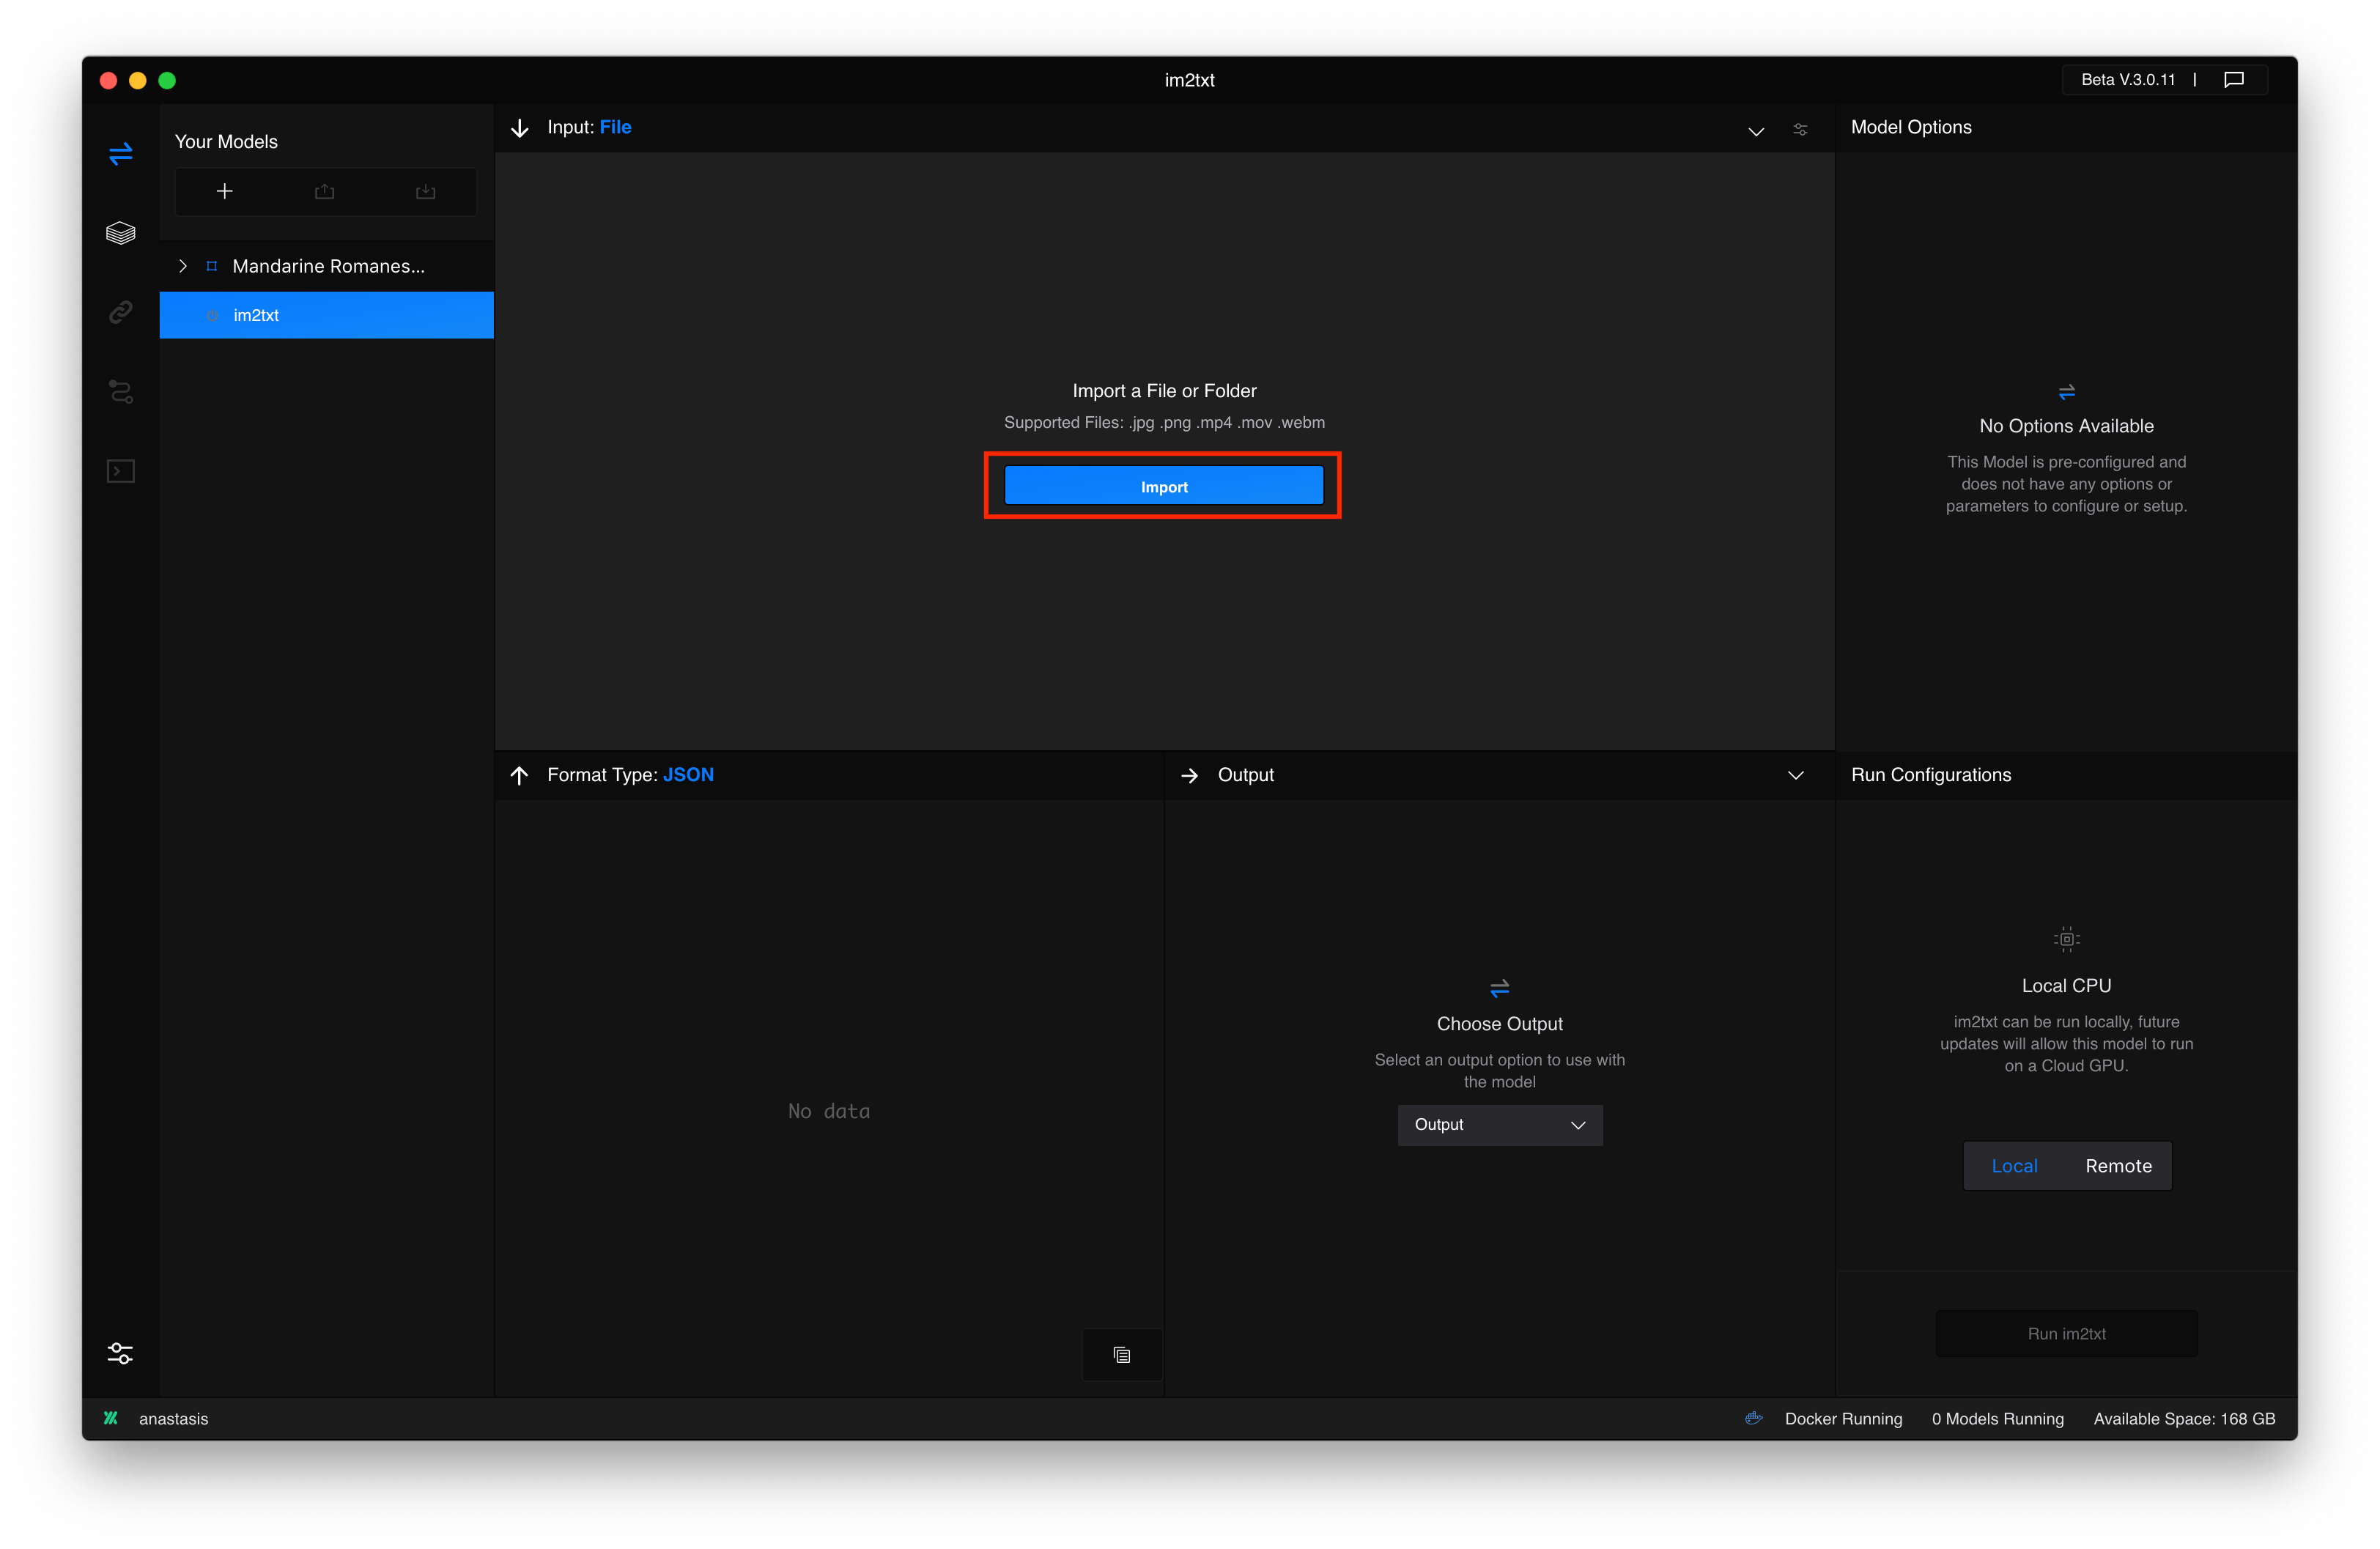 im2txt
Beta V.3.0.11 |
Your Models
Mandarine Romanes...
im2txt
Input: File
Import a File or Folder
Supported Files: .jpg .png .mp4 .mov .webm
Import
Model Options
No Options Available
This Model is pre-configured and
does not have any options or
parameters to configure or setup.
Format Type: JSON
No data
Output
Choose Output
Select an output option to use with
the model
Output
Run Configurations
Local CPU
im2txt can be run locally, future
updates will allow this model to run
on a Cloud GPU.
Local Remote
Run im2txt
anastasis
Docker Running 0 Models Running Available Space: 168 GB